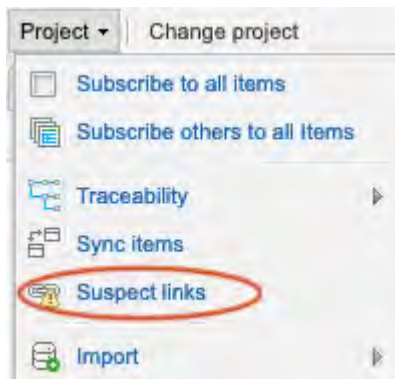 Project Change project
Subscribe to all items
Subscribe others to all Items
Traceability
Sync items
Suspect links
Import